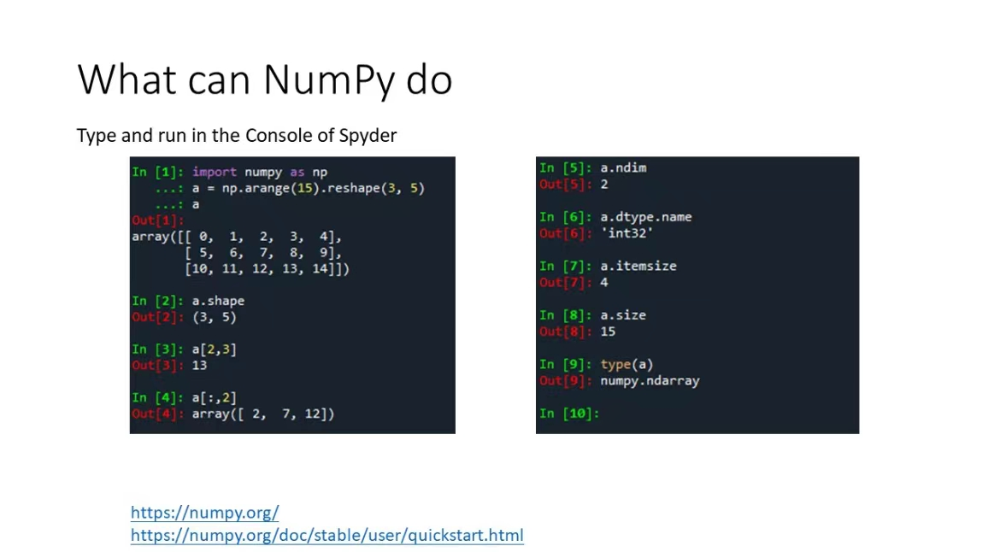 What can NumPy do
Type and run in the Console of Spyder
In [1]: import numpy as np
   ...: a = np.arange(15).reshape(3, 5)
   ...: a
Out[1]:
array([[ 0,  1,  2,  3,  4],
       [ 5,  6,  7,  8,  9],
       [10, 11, 12, 13, 14]])
In [2]: a.shape
Out[2]: (3, 5)
In [3]: a[2,3]
Out[3]: 13
In [4]: a[:,2]
Out[4]: array([ 2,  7, 12])
In [5]: a.ndim
Out[5]: 2
In [6]: a.dtype.name
Out[6]: 'int32'
In [7]: a.itemsize
Out[7]: 4
In [8]: a.size
Out[8]: 15
In [9]: type(a)
Out[9]: numpy.ndarray
In [10]:
https://numpy.org/
https://numpy.org/doc/stable/user/quickstart.html